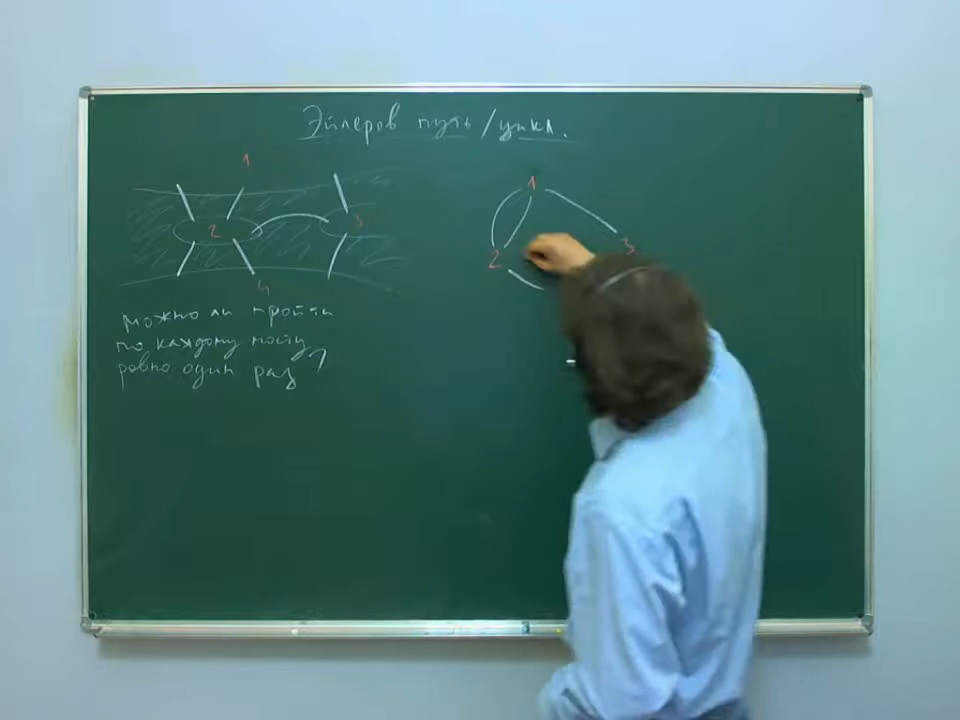 Эйлеров путь/цикл.
1
2
3
4
Можно ли пройти
по каждому мосту
ровно один раз?
1
2
3